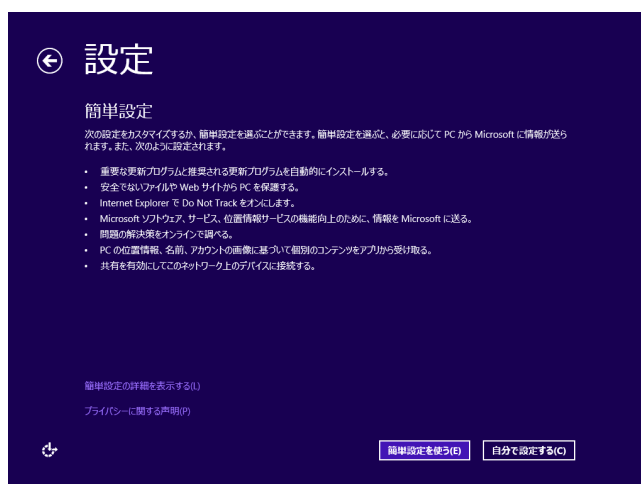 設定
簡単設定
次の設定をカスタマイズするか、簡単設定を選ぶことができます。簡単設定を選ぶと、必要に応じて PC から Microsoft に情報が送ら
れます。また、次のように設定されます。
• 重要な更新プログラムと推奨される更新プログラムを自動的にインストールする。
• 安全でないファイルや Web サイトから PC を保護する。
• Internet Explorer で Do Not Track をオンにします。
• Microsoft ソフトウェア、サービス、位置情報サービスの機能向上のために、情報を Microsoft に送る。
• 問題の解決策をオンラインで調べる。
• PC の位置情報、名前、アカウントの画像に基づいて個別のコンテンツをアプリから受け取る。
• 共有を有効にしてこのネットワーク上のデバイスに接続する。
簡単設定の詳細を表示する(L)
プライバシーに関する声明(P)
簡単設定を使う(E)
自分で設定する(C)